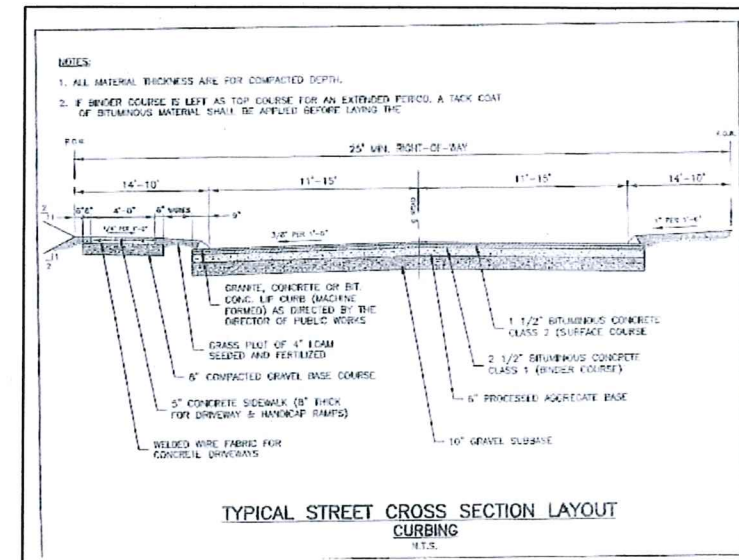 NOTES:
1. ALL MATERIAL THICKNESS ARE FOR COMPACTED DEPTH.
2. IF BINDER COURSE IS LEFT AS TOP COURSE FOR AN EXTENDED PERIOD, A TACK COAT
OF BITUMINOUS MATERIAL SHALL BE APPLIED BEFORE LAYING THE
25' MIN. RIGHT-OF-WAY
14'-10' 11'-15' 11'-15' 14'-10'
4'-0" 6" 9"
3/8" PER 1'-0"
1" PER 1'-0"
GRANITE, CONCRETE OR BIT.
CONC. LIP CURB (MACHINE
FORMED) AS DIRECTED BY THE
DIRECTOR OF PUBLIC WORKS
GRASS PLOT OF 4" LOAM
SEEDED AND FERTILIZED
6" COMPACTED GRAVEL BASE COURSE
5" CONCRETE SIDEWALK (8" THICK
FOR DRIVEWAY & HANDICAP RAMPS)
WELDED WIRE FABRIC FOR
CONCRETE DRIVEWAYS
1 1/2" BITUMINOUS CONCRETE
CLASS 2 (SURFACE COURSE
2 1/2" BITUMINOUS CONCRETE
CLASS 1 (BINDER COURSE)
6" PROCESSED AGGREGATE BASE
10" GRAVEL SUBBASE
TYPICAL STREET CROSS SECTION LAYOUT
CURBING
N.T.S.